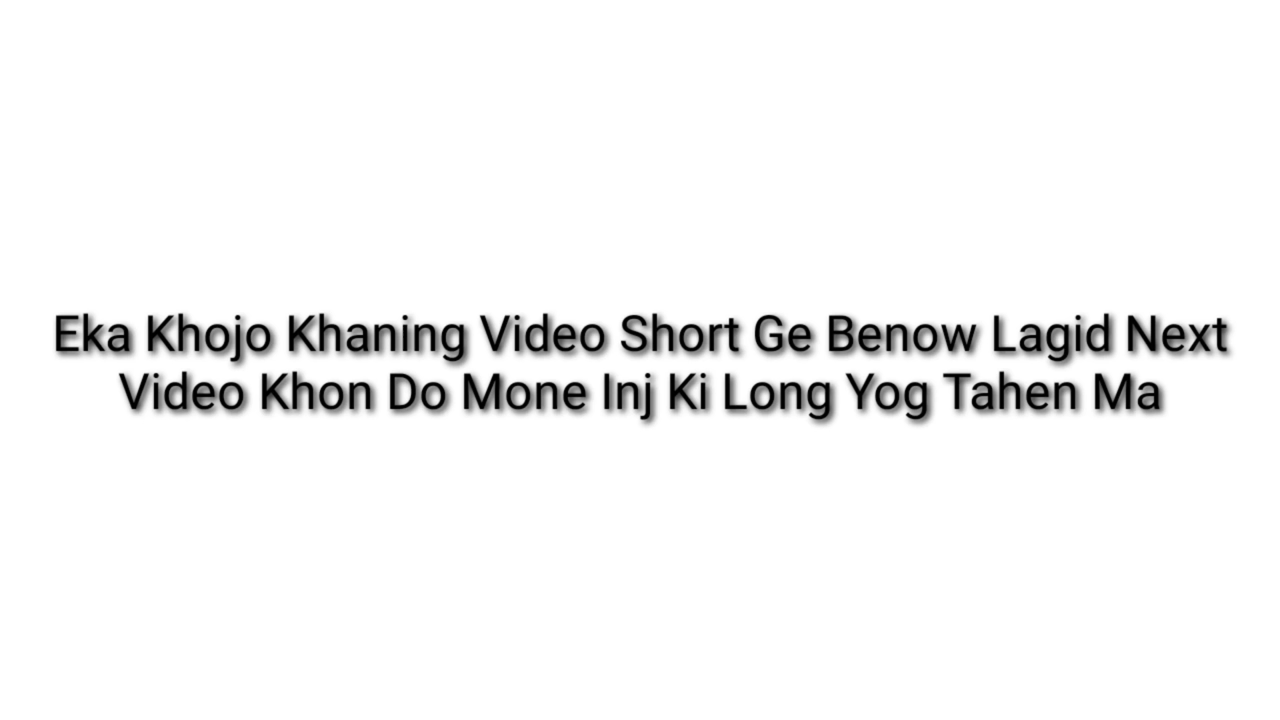 Eka Khojo Khaning Video Short Ge Benow Lagid Next
Video Khon Do Mone Inj Ki Long Yog Tahen Ma